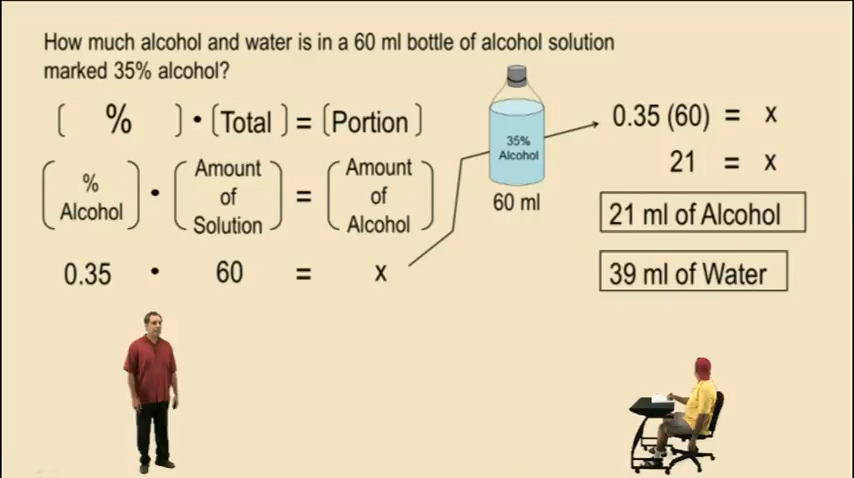 How much alcohol and water is in a 60 ml bottle of alcohol solution
marked 35% alcohol?
( % ) • (Total) = (Portion)
(% Alcohol) • (Amount of Solution) = (Amount of Alcohol)
0.35 • 60 = x
35%
Alcohol
60 ml
0.35 (60) = x
21 = x
21 ml of Alcohol
39 ml of Water